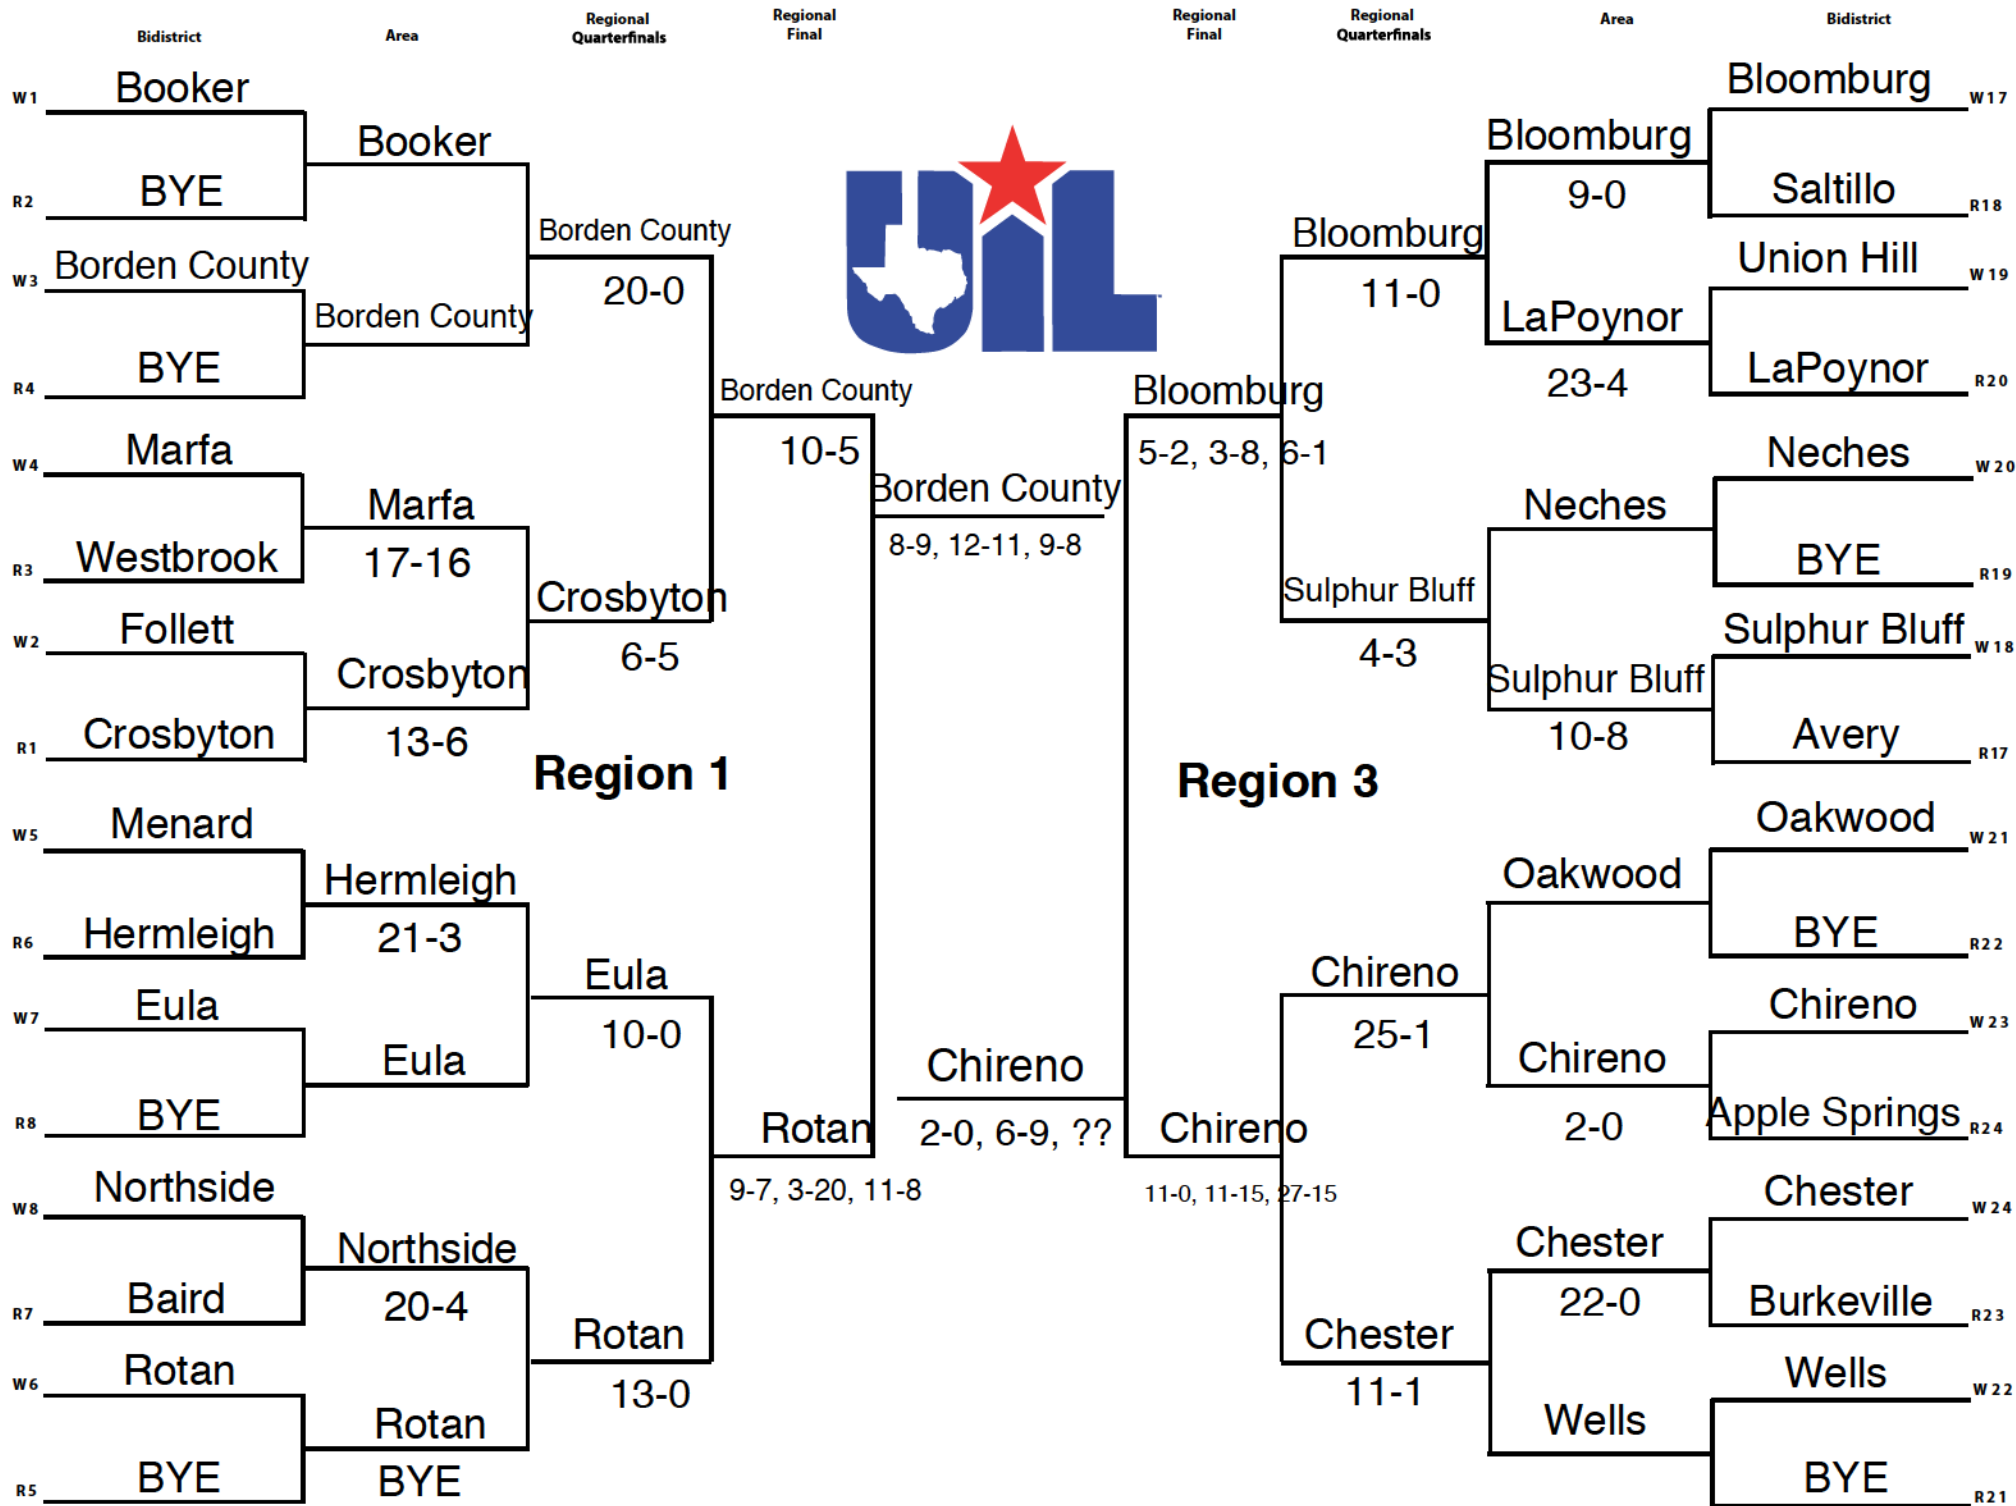 Bidistrict
Area
Regional
Quarterfinals
Regional
Final
Regional
Final
Regional
Quarterfinals
Area
Bidistrict
W1
Booker
R2
BYE
W3
Borden County
R4
BYE
W4
Marfa
R3
Westbrook
W2
Follett
R1
Crosbyton
W5
Menard
R6
Hermleigh
W7
Eula
R8
BYE
W8
Northside
R7
Baird
W6
Rotan
R5
BYE
Booker
Borden County
Marfa
17-16
Crosbyton
13-6
Hermleigh
21-3
Eula
Northside
20-4
Rotan
BYE
Borden County
20-0
Crosbyton
6-5
Region 1
Eula
10-0
Rotan
13-0
Borden County
10-5
Rotan
9-7, 3-20, 11-8
UIL
Borden County
8-9, 12-11, 9-8
Chireno
2-0, 6-9, ??
Bloomburg
5-2, 3-8, 6-1
Chireno
11-0, 11-15, 27-15
Bloomburg
11-0
Sulphur Bluff
4-3
Region 3
Chireno
25-1
Chester
11-1
Bloomburg
9-0
LaPoynor
23-4
Neches
Sulphur Bluff
10-8
Oakwood
Chireno
2-0
Chester
22-0
Wells
Bloomburg
W17
Saltillo
R18
Union Hill
W19
LaPoynor
R20
Neches
W20
BYE
R19
Sulphur Bluff
W18
Avery
R17
Oakwood
W21
BYE
R22
Chireno
W23
Apple Springs
R24
Chester
W24
Burkeville
R23
Wells
W22
BYE
R21